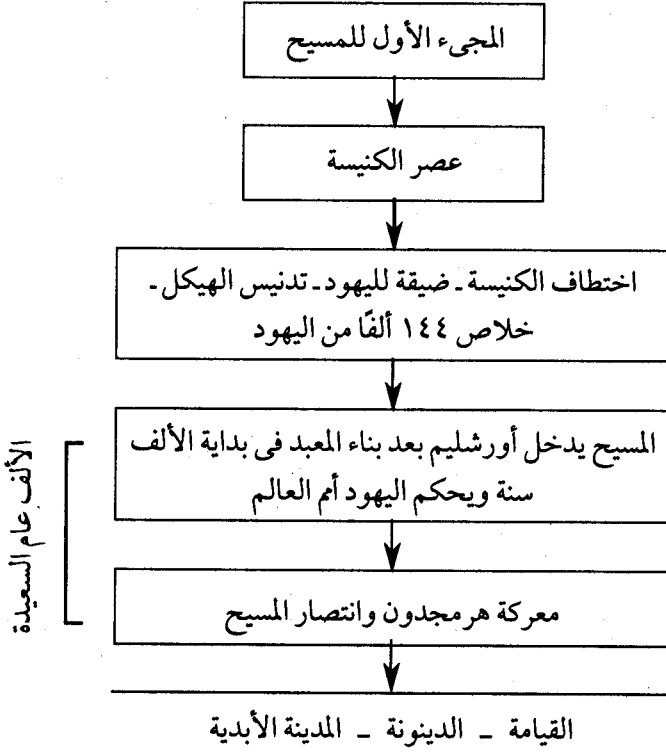 المجىء الأول للمسيح
عصر الكنيسة
اختطاف الكنيسة ـ ضيقة لليهود ـ تدنيس الهيكل ـ
خلاص ١٤٤ ألفًا من اليهود
المسيح يدخل أورشليم بعد بناء المعبد فى بداية الألف
سنة ويحكم اليهود أمم العالم
معركة هرمجدون وانتصار المسيح
الألف عام السعيدة
القيامة ـ الدينونة ـ المدينة الأبدية